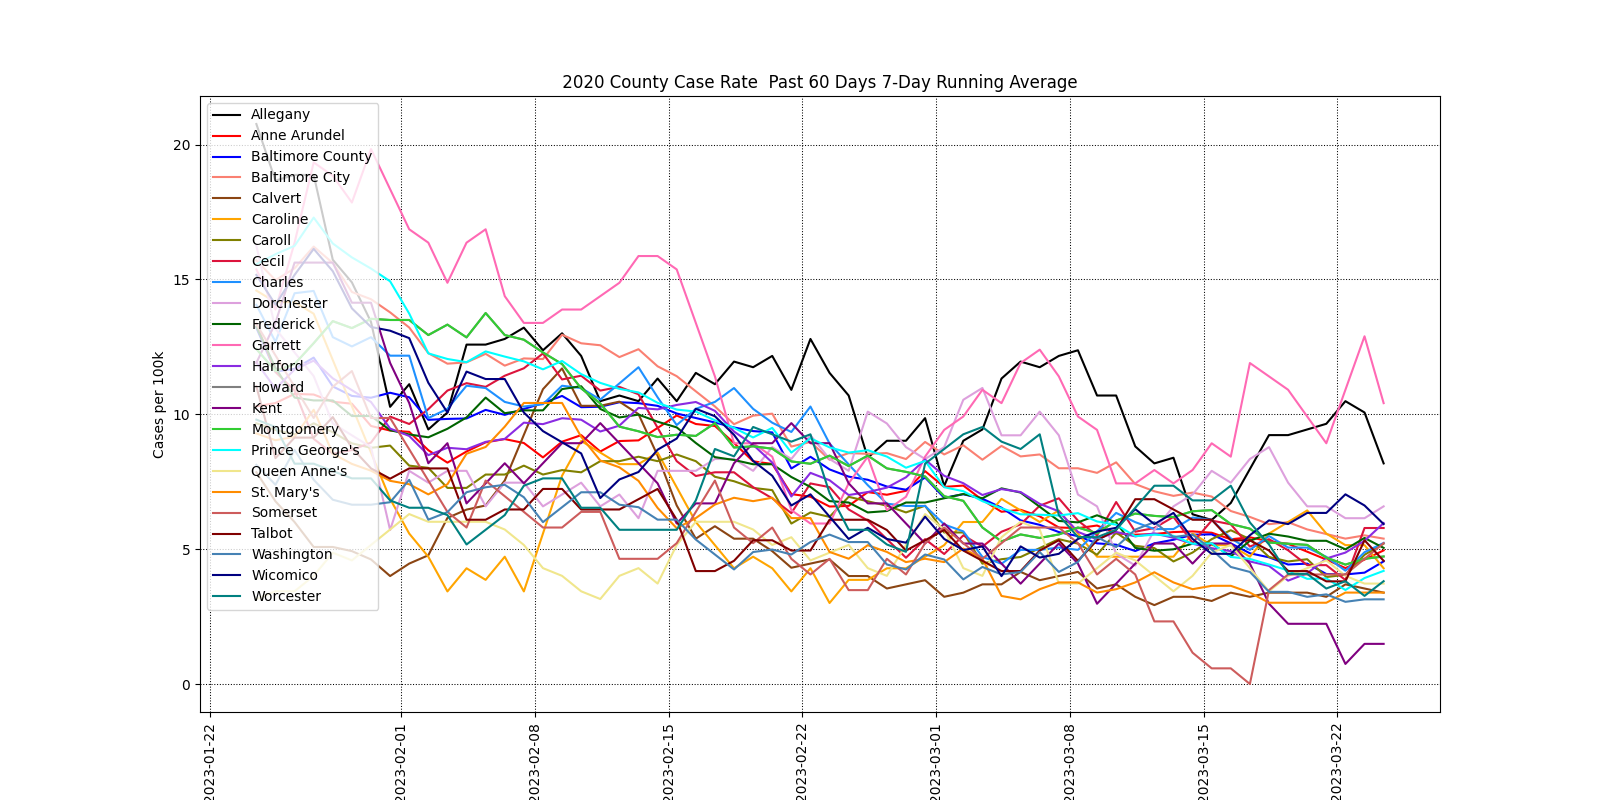 2020 County Case Rate  Past 60 Days 7-Day Running Average
Cases per 100k
20
15
10
5
0
Allegany
Anne Arundel
Baltimore County
Baltimore City
Calvert
Caroline
Caroll
Cecil
Charles
Dorchester
Frederick
Garrett
Harford
Howard
Kent
Montgomery
Prince George's
Queen Anne's
St. Mary's
Somerset
Talbot
Washington
Wicomico
Worcester
2023-01-22
2023-02-01
2023-02-08
2023-02-15
2023-02-22
2023-03-01
2023-03-08
2023-03-15
2023-03-22